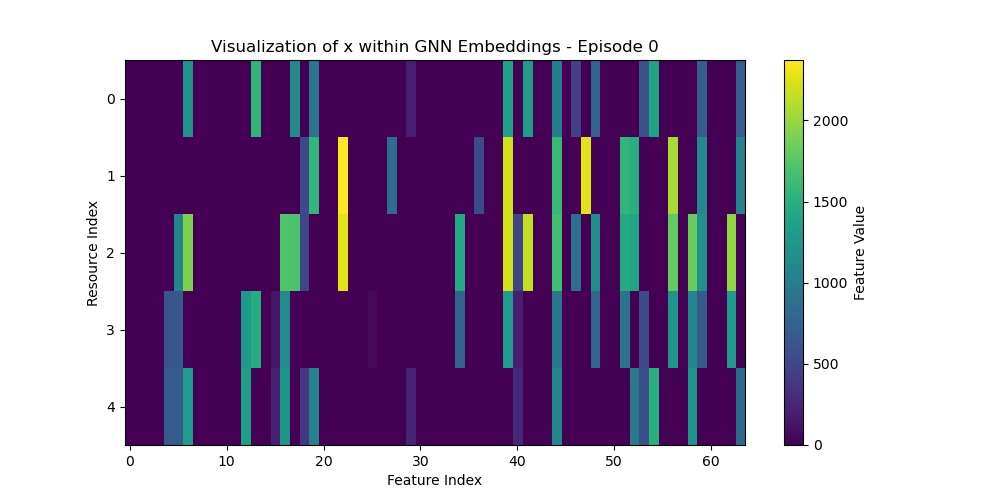 Visualization of x within GNN Embeddings - Episode 0
Resource Index
0
1
2
3
4
0 10 20 30 40 50 60
Feature Index
2000
1500
1000
500
0
Feature Value